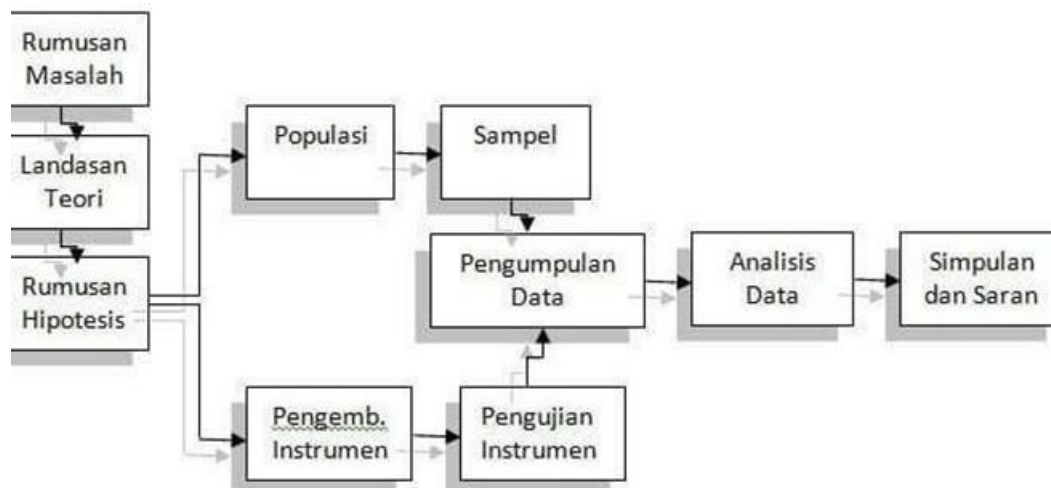 Rumusan
Masalah
Landasan
Teori
Rumusan
Hipotesis
Populasi
Sampel
Pengemb.
Instrumen
Pengujian
Instrumen
Pengumpulan
Data
Analisis
Data
Simpulan
dan Saran